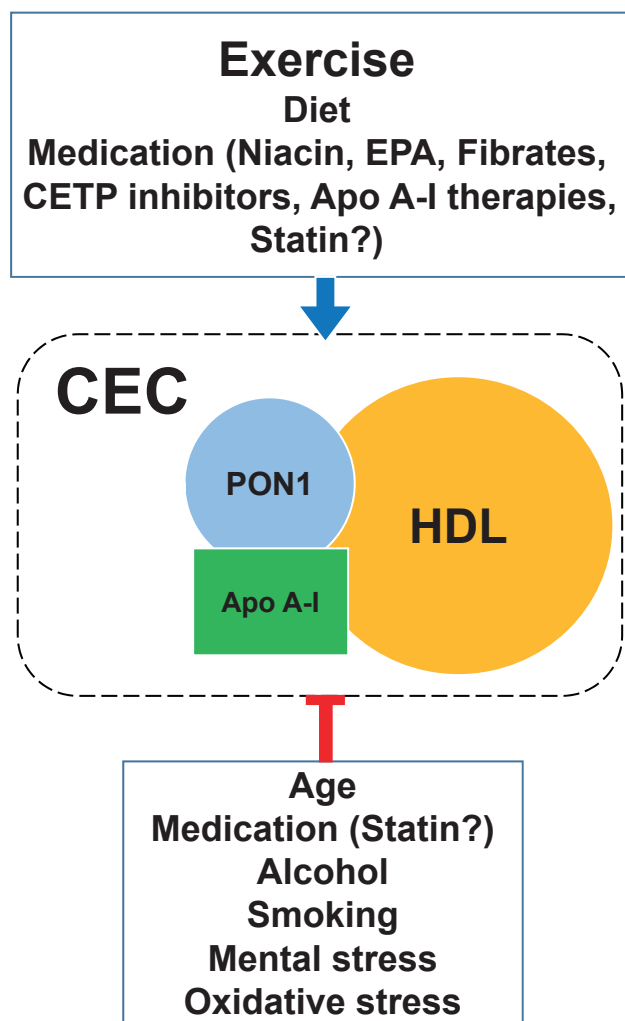 Exercise
Diet
Medication (Niacin, EPA, Fibrates,
CETP inhibitors, Apo A-I therapies,
Statin?)
CEC
PON1
HDL
Apo A-I
Age
Medication (Statin?)
Alcohol
Smoking
Mental stress
Oxidative stress